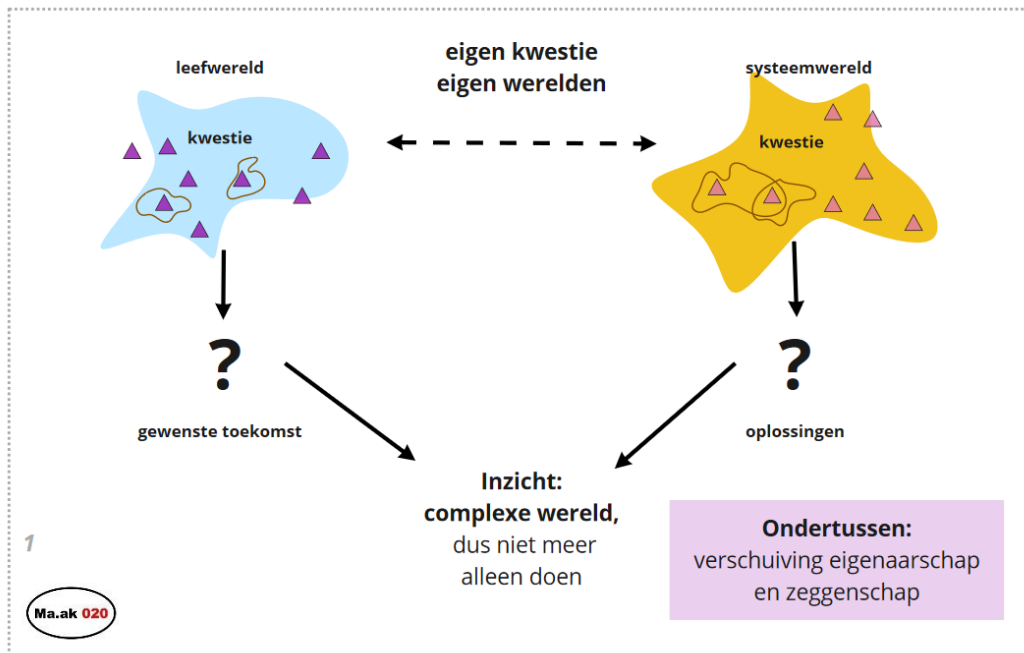 eigen kwestie
eigen werelden
leefwereld
systeemwereld
kwestie
kwestie
?
?
gewenste toekomst
oplossingen
Inzicht:
complexe wereld,
dus niet meer
alleen doen
Ondertussen:
verschuiving eigenaarschap
en zeggenschap
1
Ma.ak 020